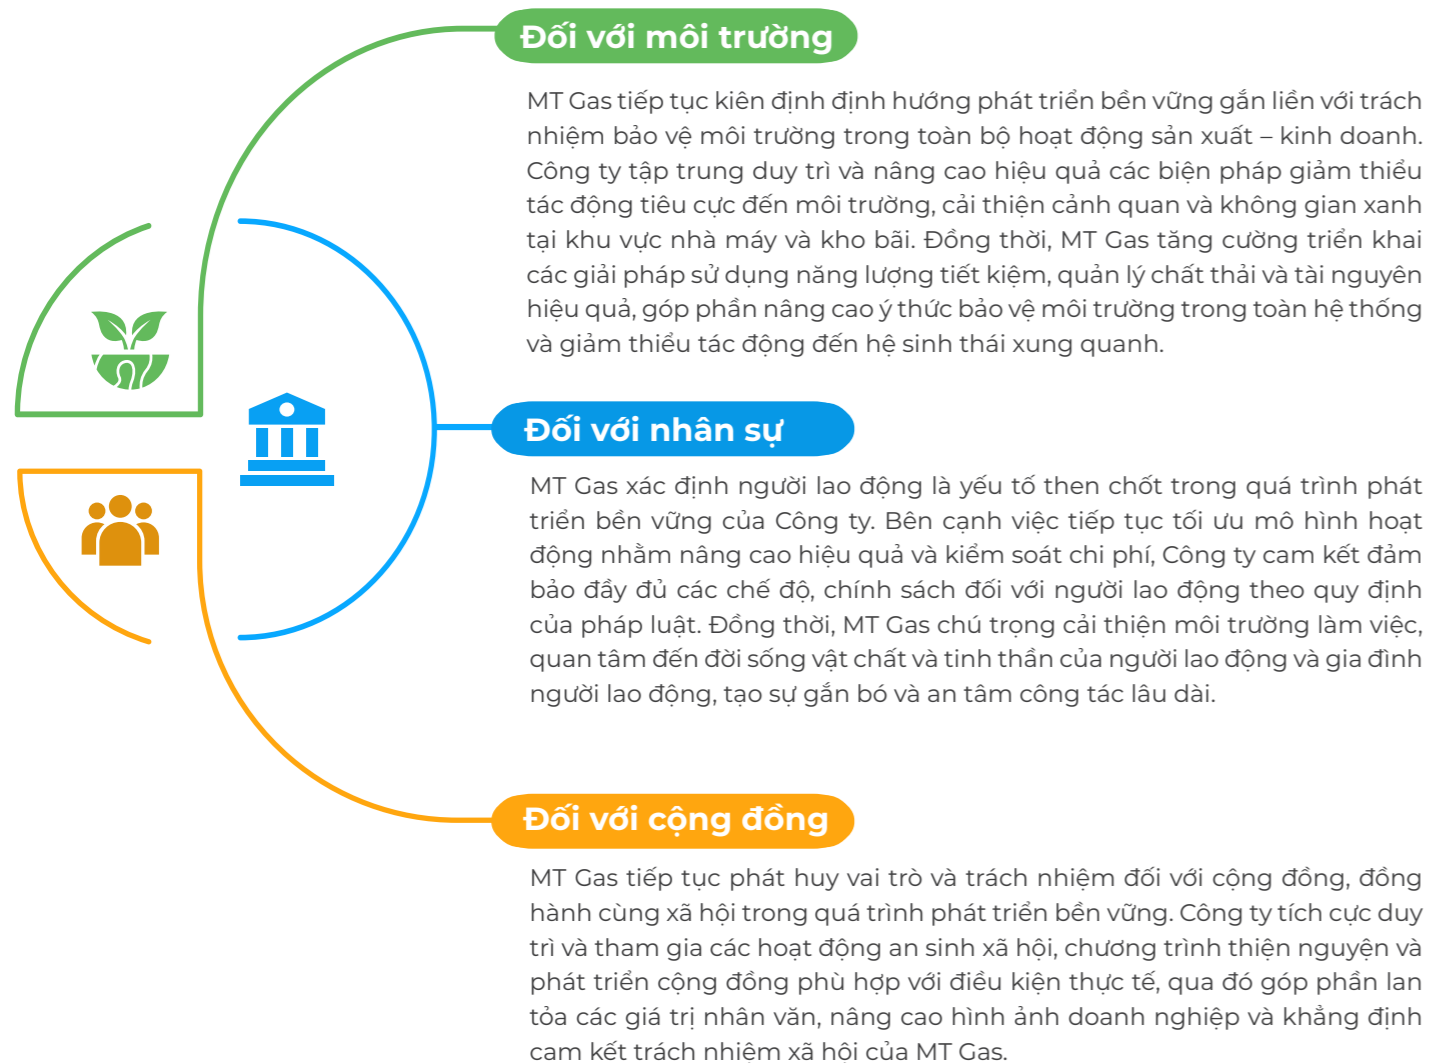 Đối với môi trường
MT Gas tiếp tục kiên định định hướng phát triển bền vững gắn liền với trách
nhiệm bảo vệ môi trường trong toàn bộ hoạt động sản xuất – kinh doanh.
Công ty tập trung duy trì và nâng cao hiệu quả các biện pháp giảm thiểu
tác động tiêu cực đến môi trường, cải thiện cảnh quan và không gian xanh
tại khu vực nhà máy và kho bãi. Đồng thời, MT Gas tăng cường triển khai
các giải pháp sử dụng năng lượng tiết kiệm, quản lý chất thải và tài nguyên
hiệu quả, góp phần nâng cao ý thức bảo vệ môi trường trong toàn hệ thống
và giảm thiểu tác động đến hệ sinh thái xung quanh.
Đối với nhân sự
MT Gas xác định người lao động là yếu tố then chốt trong quá trình phát
triển bền vững của Công ty. Bên cạnh việc tiếp tục tối ưu mô hình hoạt
động nhằm nâng cao hiệu quả và kiểm soát chi phí, Công ty cam kết đảm
bảo đầy đủ các chế độ, chính sách đối với người lao động theo quy định
của pháp luật. Đồng thời, MT Gas chú trọng cải thiện môi trường làm việc,
quan tâm đến đời sống vật chất và tinh thần của người lao động và gia đình
người lao động, tạo sự gắn bó và an tâm công tác lâu dài.
Đối với cộng đồng
MT Gas tiếp tục phát huy vai trò và trách nhiệm đối với cộng đồng, đồng
hành cùng xã hội trong quá trình phát triển bền vững. Công ty tích cực duy
trì và tham gia các hoạt động an sinh xã hội, chương trình thiện nguyện và
phát triển cộng đồng phù hợp với điều kiện thực tế, qua đó góp phần lan
tỏa các giá trị nhân văn, nâng cao hình ảnh doanh nghiệp và khẳng định
cam kết trách nhiệm xã hội của MT Gas.